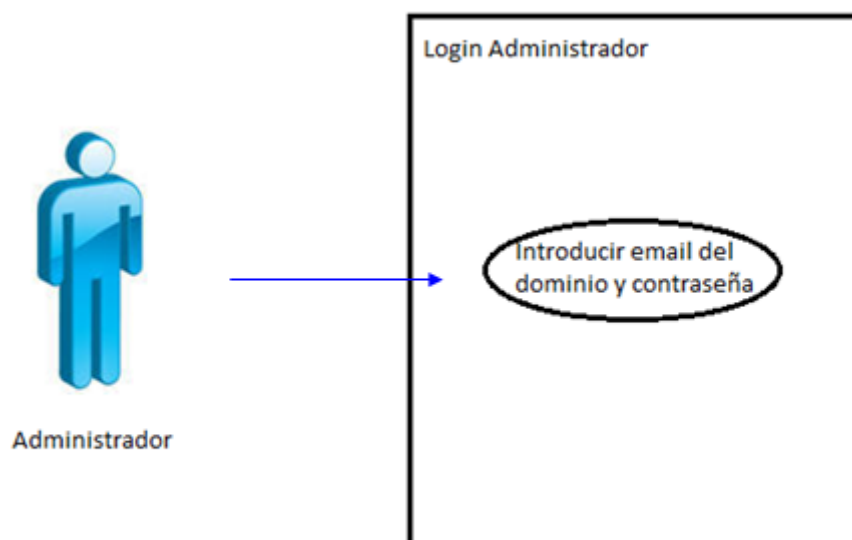 Login Administrador
Introducir email del
dominio y contraseña
Administrador